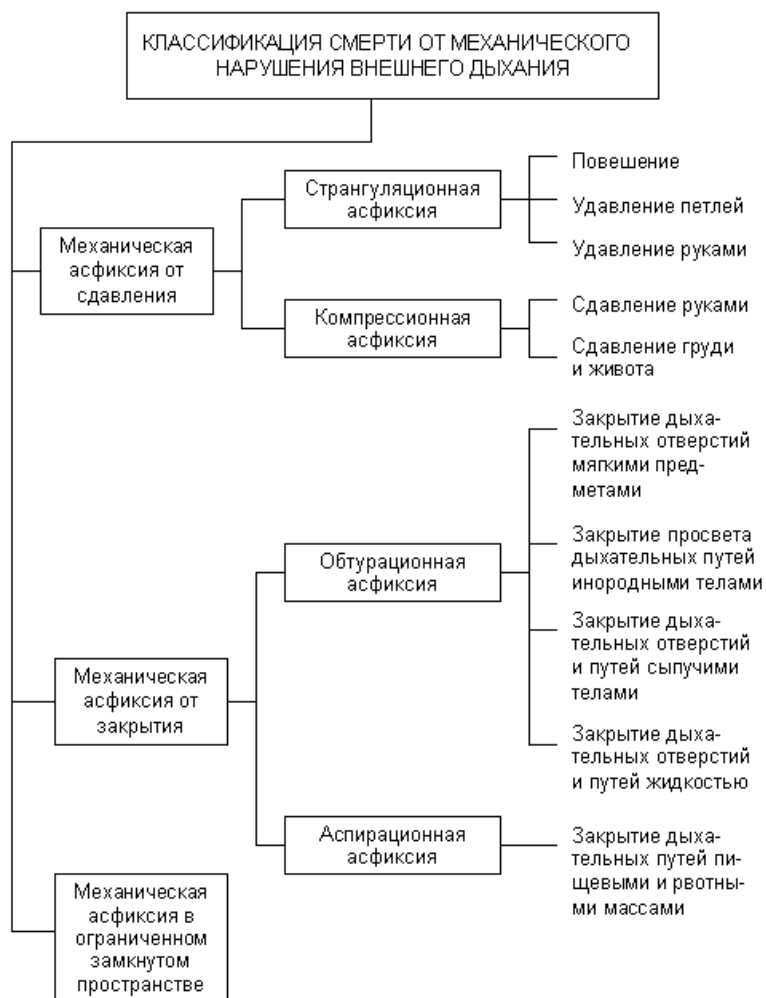 КЛАССИФИКАЦИЯ СМЕРТИ ОТ МЕХАНИЧЕСКОГО
НАРУШЕНИЯ ВНЕШНЕГО ДЫХАНИЯ
Механическая
асфиксия от
сдавления
Странгуляционная
асфиксия
Повешение
Удавление петлей
Удавление руками
Компрессионная
асфиксия
Сдавление руками
Сдавление груди
и живота
Механическая
асфиксия от
закрытия
Обтурационная
асфиксия
Закрытие дыха-
тельных отверстий
мягкими пред-
метами
Закрытие просвета
дыхательных путей
инородными телами
Закрытие дыха-
тельных отверстий
и путей сыпучими
телами
Закрытие дыха-
тельных отверстий
и путей жидкостью
Аспирационная
асфиксия
Закрытие дыха-
тельных путей пи-
щевыми и рвотны-
ми массами
Механическая
асфиксия в
ограниченном
замкнутом
пространстве